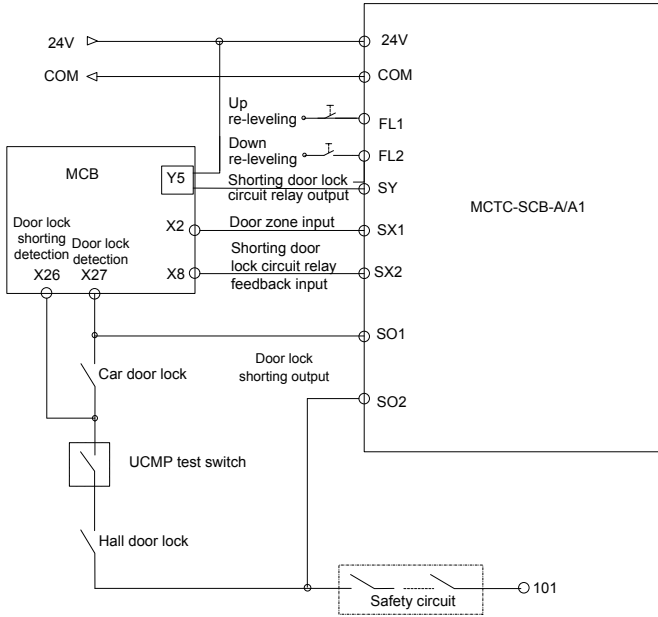 24V
24V
COM
COM
Up
re-leveling
FL1
Down
re-leveling
FL2
MCB
Y5
Shorting door lock
circuit relay output
SY
MCTC-SCB-A/A1
X2
Door zone input
SX1
Door lock
shorting
detection
Door lock
detection
X26
X27
X8
Shorting door
lock circuit relay
feedback input
SX2
SO1
Car door lock
Door lock
shorting output
SO2
UCMP test switch
Hall door lock
Safety circuit
101